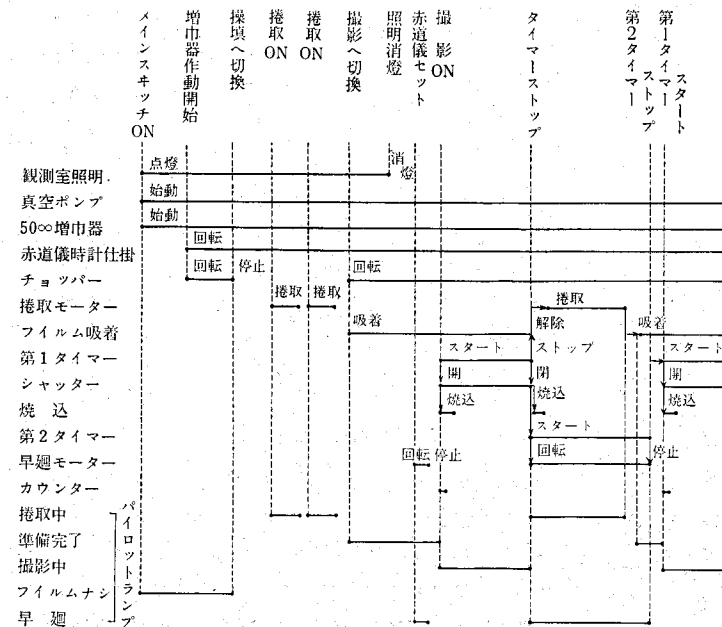 メインスヰッチON
増巾器作動開始
操填へ切換
捲取ON
捲取ON
撮影へ切換
照明消燈
赤道儀セット
撮影ON
タイマーストップ
第2タイマーストップ
第1タイマースタート
観測室照明 点燈 消燈
真空ポンプ 始動
50∞増巾器 始動
赤道儀時計仕掛 回転
チョッパー 回転 停止 回転
捲取モーター 捲取 捲取 捲取
フイルム吸着 吸着 解除 吸着
第1タイマー スタート ストップ スタート
シャッター 開 閉 開
焼込 焼込 焼込 焼込
第2タイマー スタート
早廻モーター 回転 停止 回転 停止
カウンター
捲取中
準備完了
撮影中
フイルムナシ
早廻
パイロットランプ